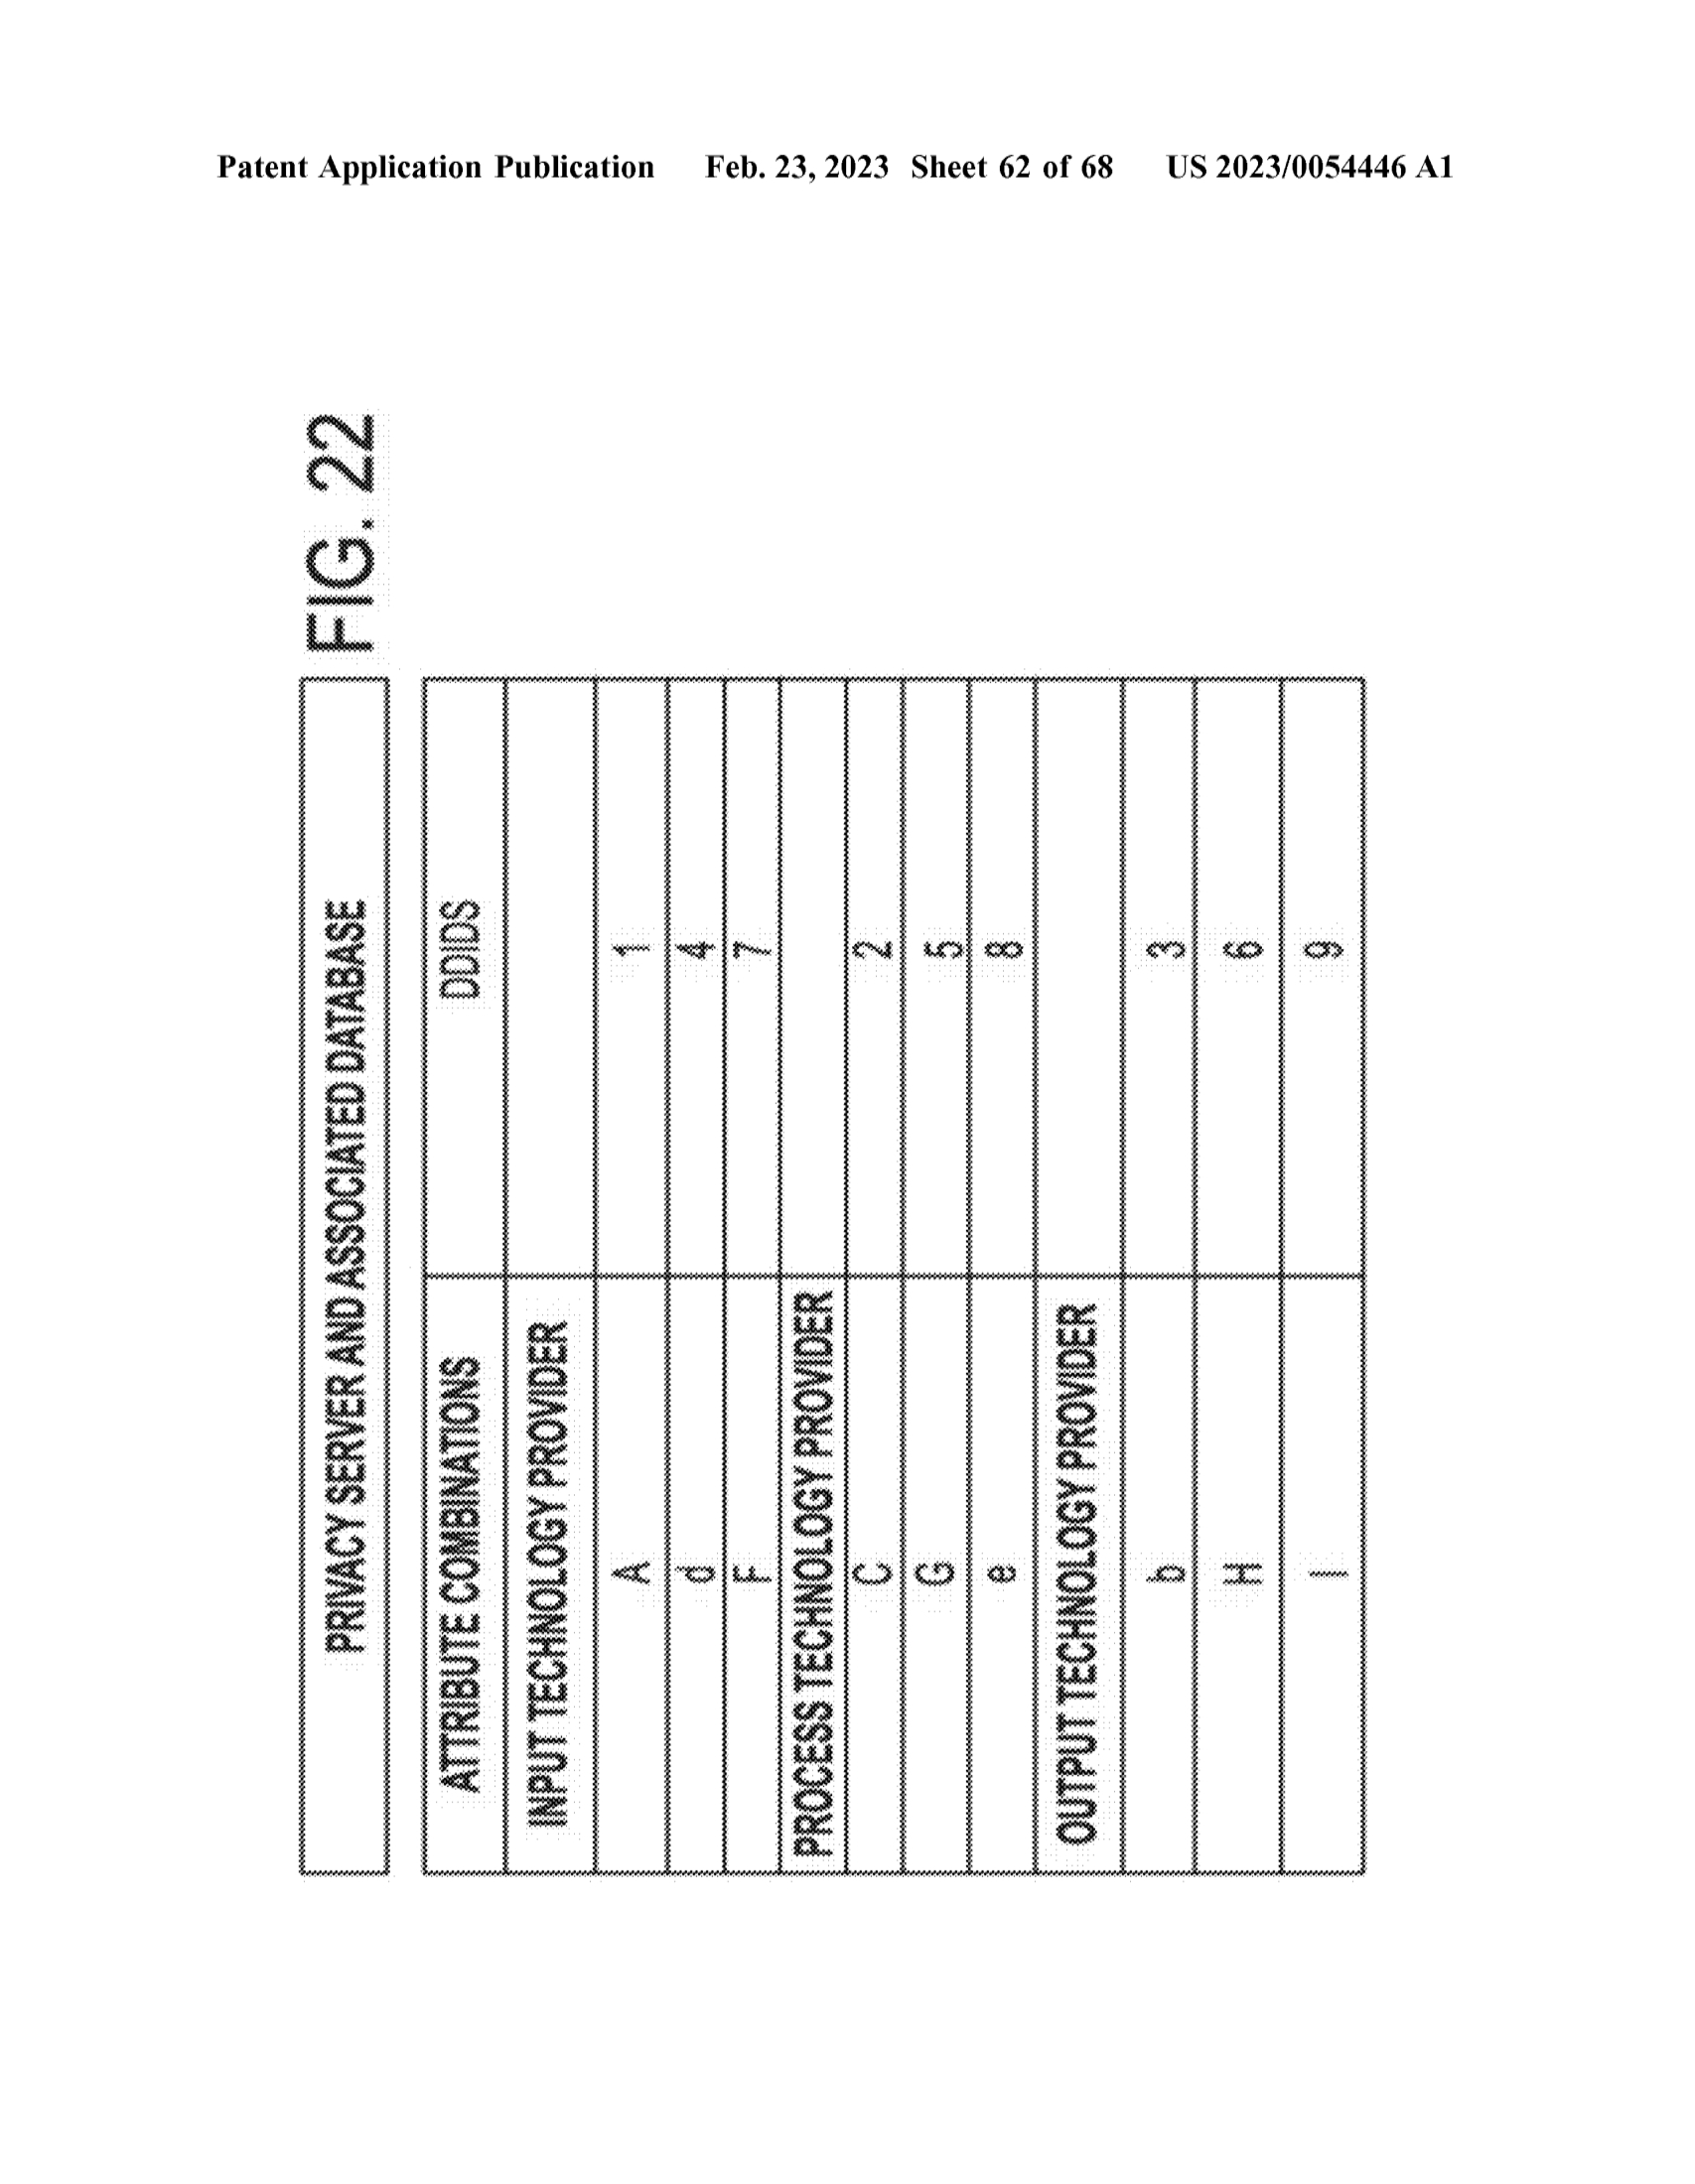 Patent Application Publication Feb. 23, 2023 Sheet 62 of 68 US 2023/0054446 A1
FIG. 22
PRIVACY SERVER AND ASSOCIATED DATABASE
ATTRIBUTE COMBINATIONS DDIDS
INPUT TECHNOLOGY PROVIDER
A 1
d 4
F 7
PROCESS TECHNOLOGY PROVIDER
C 2
G 5
e 8
OUTPUT TECHNOLOGY PROVIDER
b 3
H 6
I 9